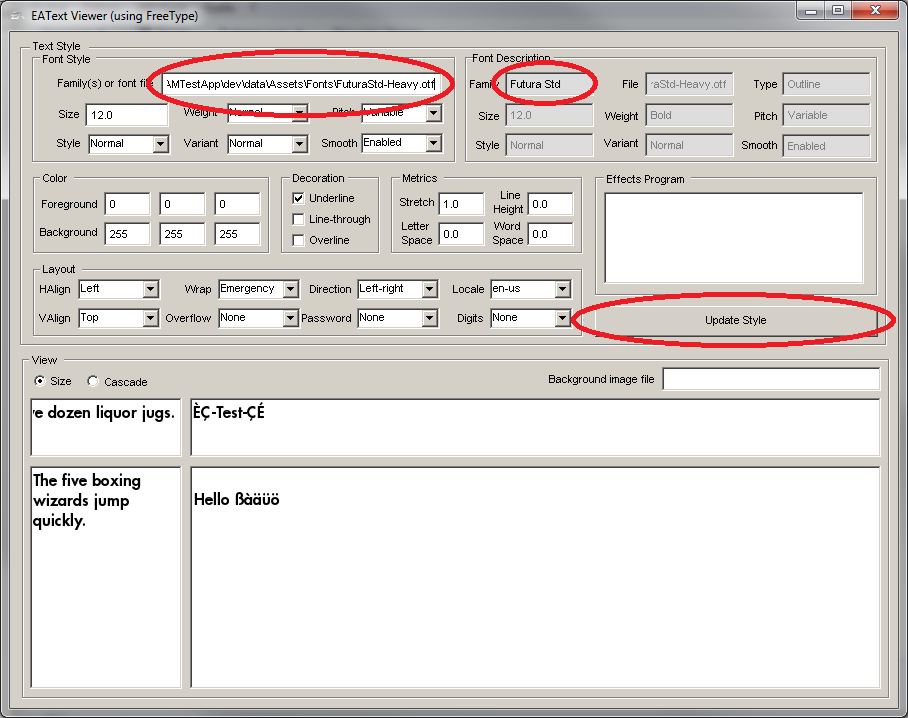 EAText Viewer (using FreeType)
Text Style
Font Style
Font Description
Family(s) or font file \MTestApp\dev\data\Assets\Fonts\FuturaStd-Heavy.otf
Family Futura Std File aStd-Heavy.otf Type Outline
Size 12.0 Weight Normal Pitch Variable
Size 12.0 Weight Bold Pitch Variable
Style Normal Variant Normal Smooth Enabled
Style Normal Variant Normal Smooth Enabled
Color
Foreground 0 0 0
Background 255 255 255
Decoration
Underline
Line-through
Overline
Metrics
Stretch 1.0 Line Height 0.0
Letter Space 0.0 Word Space 0.0
Effects Program
Layout
HAlign Left Wrap Emergency Direction Left-right Locale en-us
VAlign Top Overflow None Password None Digits None
Update Style
View
Size Cascade
Background image file
e dozen liquor jugs.
ÈÇ-Test-ÇÉ
The five boxing
wizards jump
quickly.
Hello ßàäüö